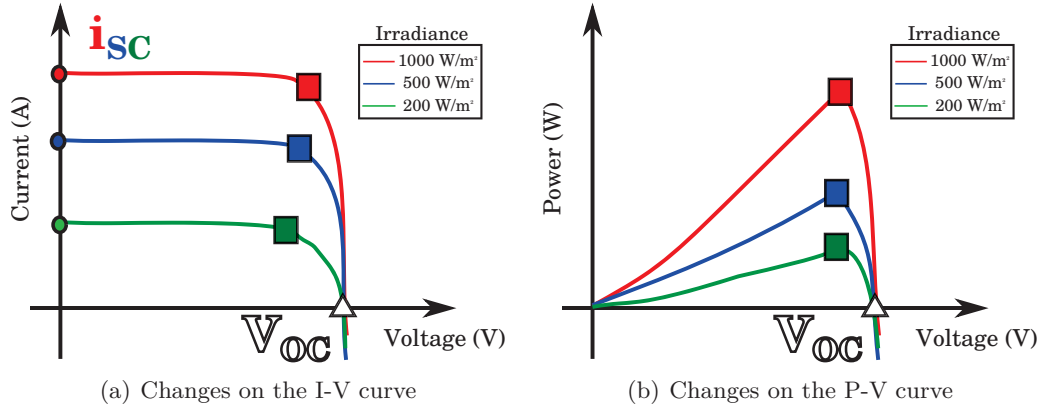 iSC
Irradiance
1000 W/m²
500 W/m²
200 W/m²
Current (A)
Voltage (V)
VOC
(a) Changes on the I-V curve
Irradiance
1000 W/m²
500 W/m²
200 W/m²
Power (W)
Voltage (V)
VOC
(b) Changes on the P-V curve